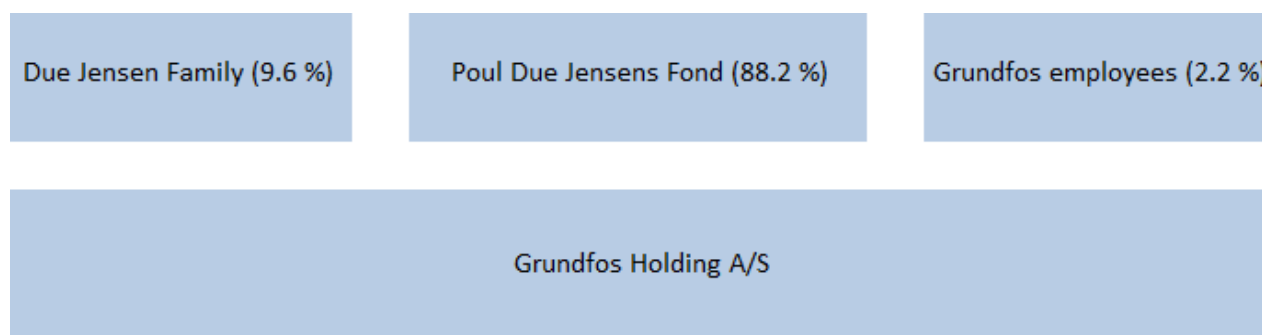 Due Jensen Family (9.6 %)
Poul Due Jensens Fond (88.2 %)
Grundfos employees (2.2 %)
Grundfos Holding A/S